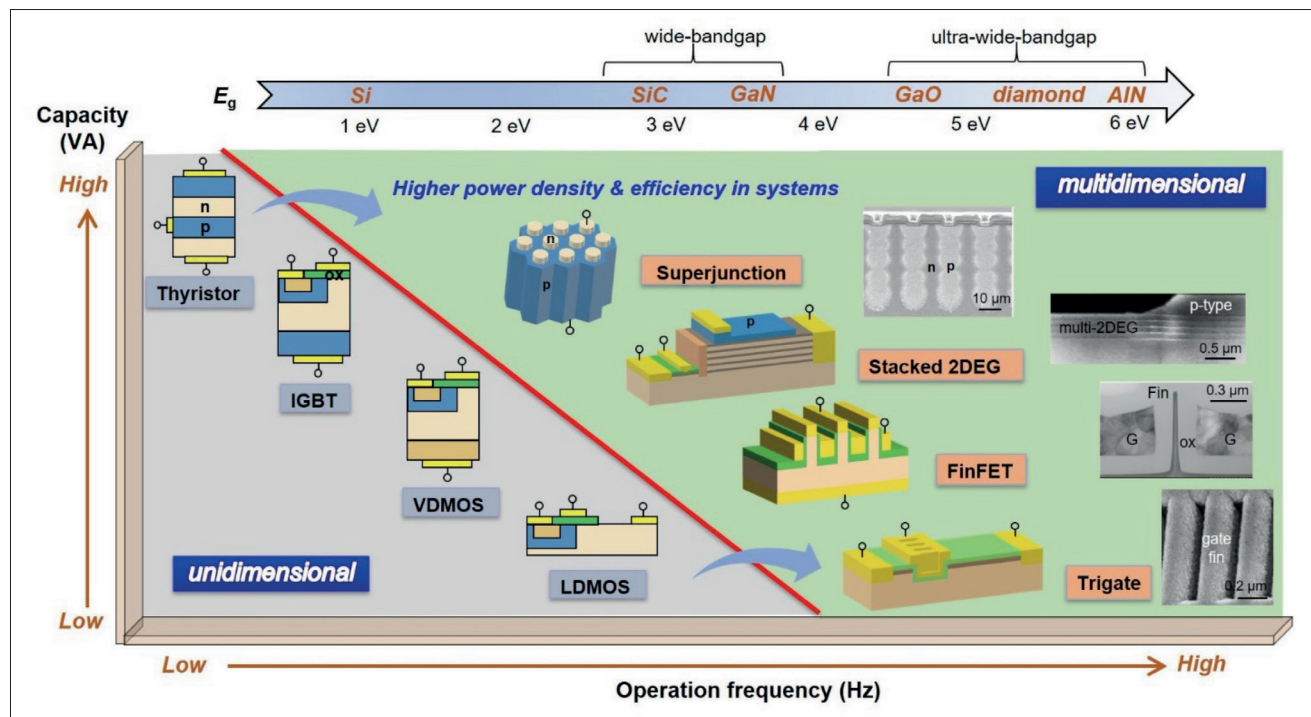 wide-bandgap
ultra-wide-bandgap
Eg
Si
SiC
GaN
GaO
diamond
AlN
1 eV
2 eV
3 eV
4 eV
5 eV
6 eV
Capacity
(VA)
High
Low
n
p
Thyristor
ox
IGBT
VDMOS
LDMOS
unidimensional
Higher power density & efficiency in systems
multidimensional
n
p
Superjunction
n p
10 µm
p
Stacked 2DEG
p-type
multi-2DEG
0.5 µm
FinFET
Fin
0.3 µm
G
ox
G
Trigate
gate
fin
0.2 µm
Low
High
Operation frequency (Hz)